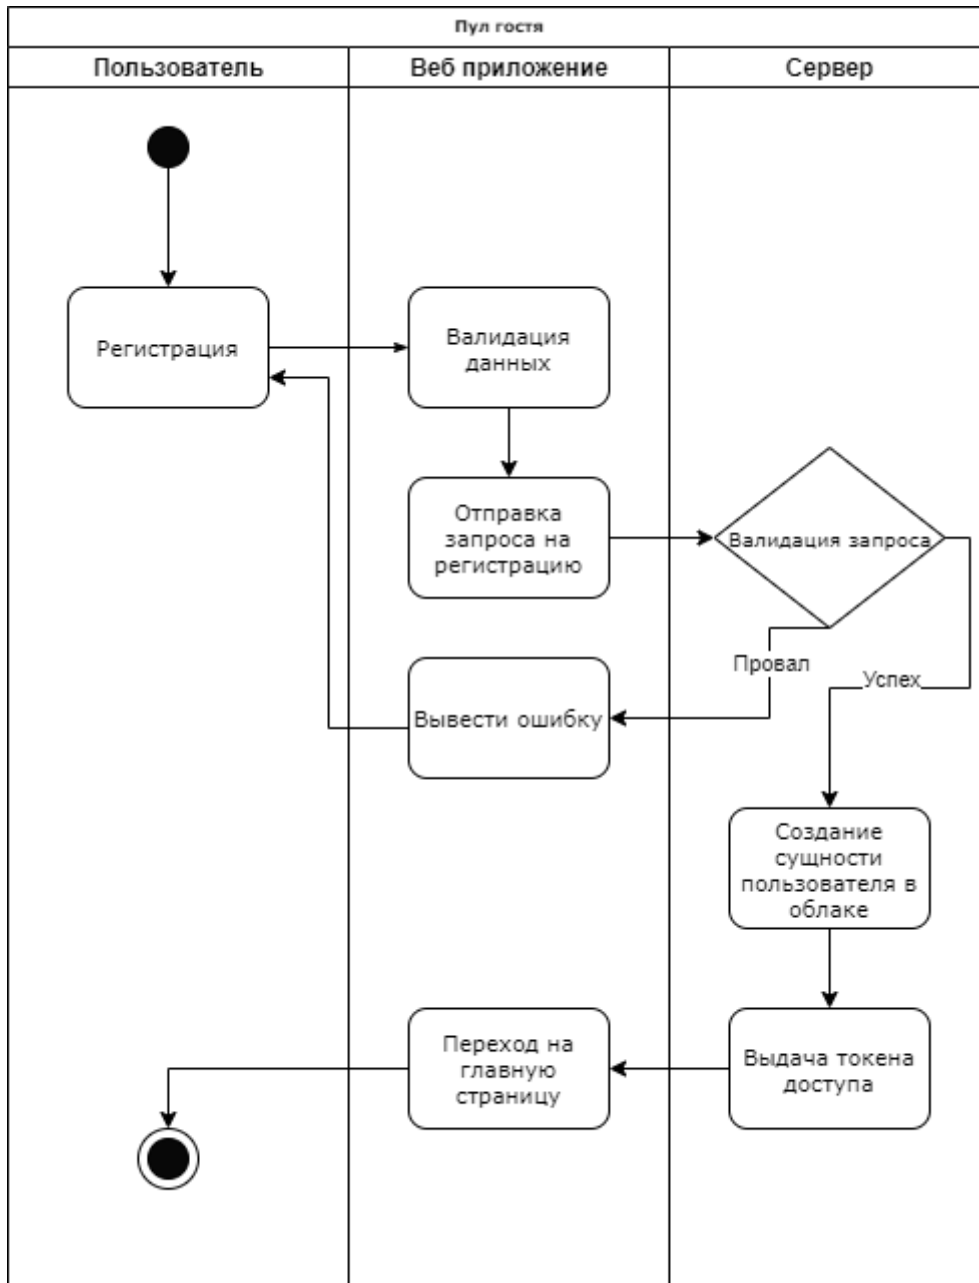 Пул гостя
Пользователь
Веб приложение
Сервер
Регистрация
Валидация
данных
Отправка
запроса на
регистрацию
Валидация запроса
Провал
Успех
Вывести ошибку
Создание
сущности
пользователя в
облаке
Переход на
главную
страницу
Выдача токена
доступа